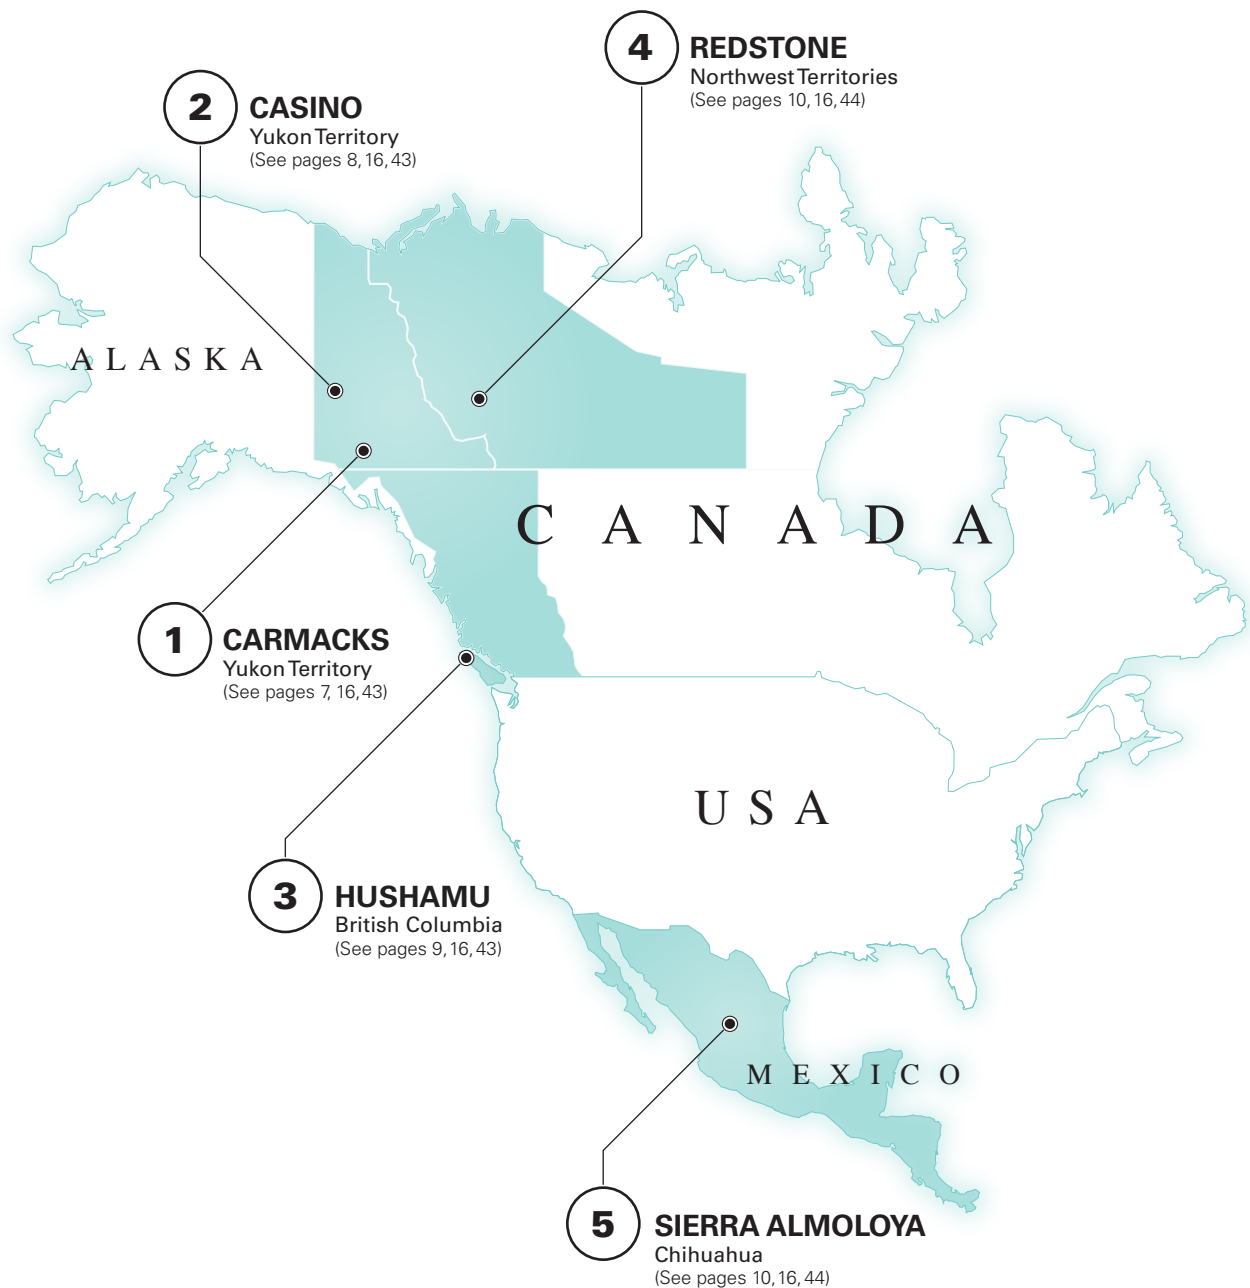 4
REDSTONE
Northwest Territories
(See pages 10, 16, 44)
2
CASINO
Yukon Territory
(See pages 8, 16, 43)
ALASKA
CANADA
1
CARMACKS
Yukon Territory
(See pages 7, 16, 43)
USA
3
HUSHAMU
British Columbia
(See pages 9, 16, 43)
MEXICO
5
SIERRA ALMOLOYA
Chihuahua
(See pages 10, 16, 44)